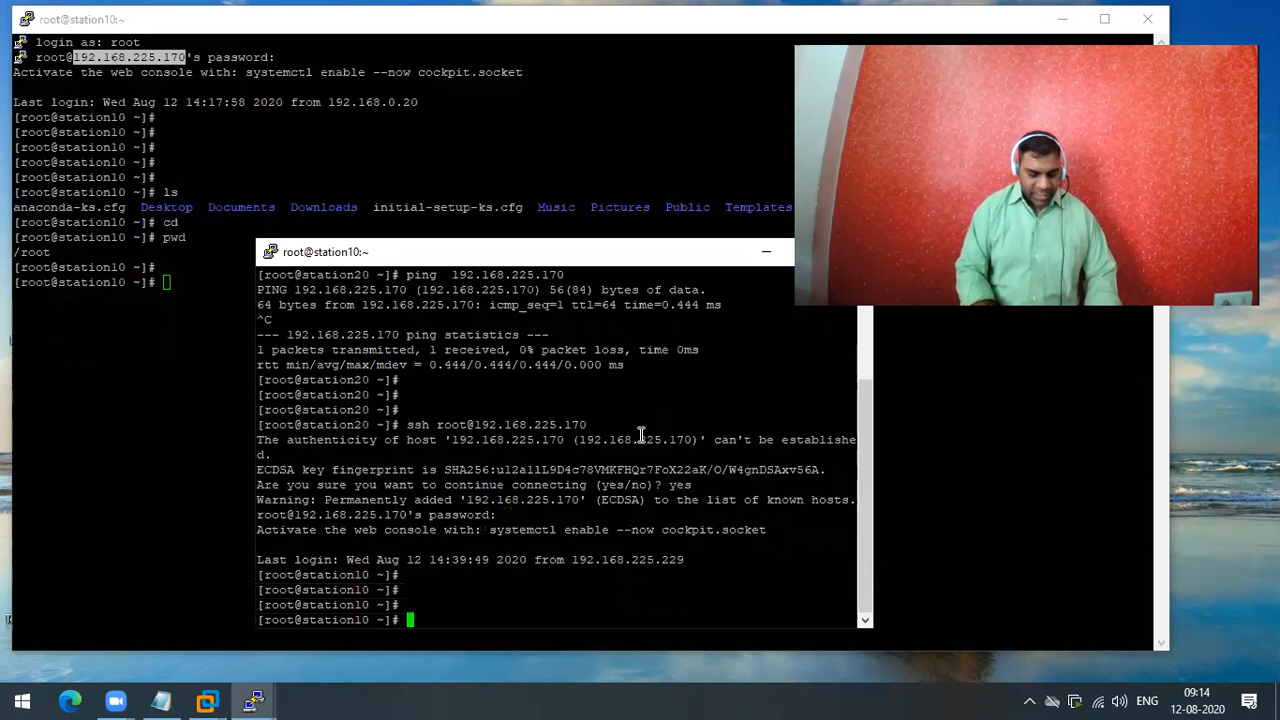 root@station10:~
login as: root
root@192.168.225.170's password:
Activate the web console with: systemctl enable --now cockpit.socket
Last login: Wed Aug 12 14:17:58 2020 from 192.168.0.20
[root@station10 ~]#
[root@station10 ~]#
[root@station10 ~]#
[root@station10 ~]#
[root@station10 ~]#
[root@station10 ~]# ls
anaconda-ks.cfg Desktop Documents Downloads initial-setup-ks.cfg Music Pictures Public Templates
[root@station10 ~]# cd
[root@station10 ~]# pwd
/root
[root@station10 ~]#
[root@station10 ~]#
root@station10:~
[root@station20 ~]# ping  192.168.225.170
PING 192.168.225.170 (192.168.225.170) 56(84) bytes of data.
64 bytes from 192.168.225.170: icmp_seq=1 ttl=64 time=0.444 ms
^C
--- 192.168.225.170 ping statistics ---
1 packets transmitted, 1 received, 0% packet loss, time 0ms
rtt min/avg/max/mdev = 0.444/0.444/0.444/0.000 ms
[root@station20 ~]#
[root@station20 ~]#
[root@station20 ~]#
[root@station20 ~]# ssh root@192.168.225.170
The authenticity of host '192.168.225.170 (192.168.225.170)' can't be establishe
d.
ECDSA key fingerprint is
Are you sure you want to continue connecting (yes/no)? yes
Warning: Permanently added '192.168.225.170' (ECDSA) to the list of known hosts.
root@192.168.225.170's password:
Activate the web console with: systemctl enable --now cockpit.socket
Last login: Wed Aug 12 14:39:49 2020 from 192.168.225.229
[root@station10 ~]#
[root@station10 ~]#
[root@station10 ~]#
[root@station10 ~]#
ENG
09:14
12-08-2020